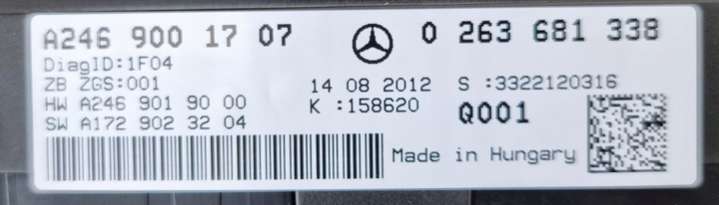 A246 900 17 07 0 263 681 338
DiagID:1F04
ZB ZGS:001 14 08 2012 S :3322120316
HW A246 901 90 00 K :158620 Q001
SW A172 902 32 04
Made in Hungary